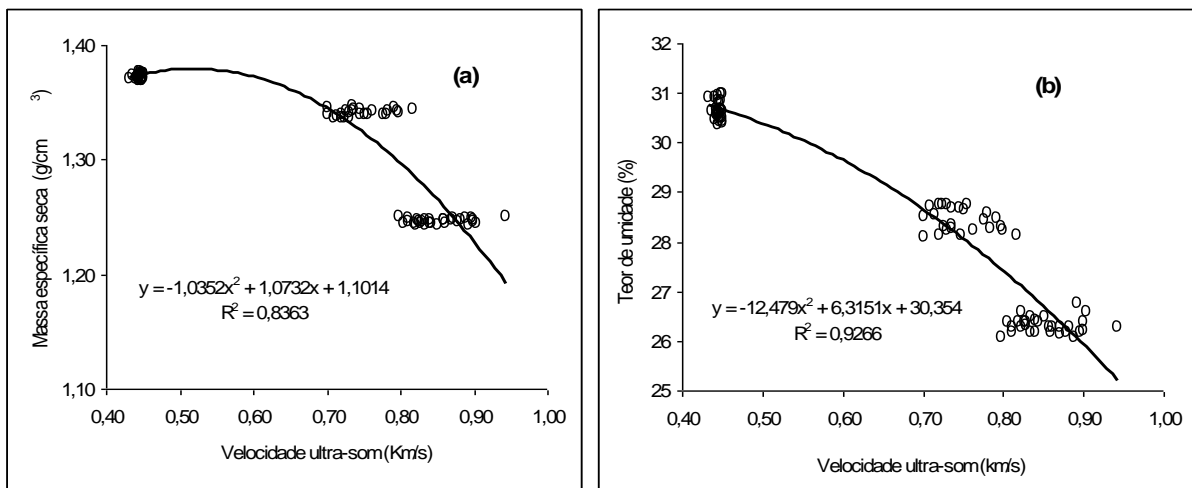 (a)
1,40
1,30
1,20
1,10
Massa específica seca (g/cm³)
y = -1,0352x² + 1,0732x + 1,1014
R² = 0,8363
0,40 0,50 0,60 0,70 0,80 0,90 1,00
Velocidade ultra-som (Km/s)
(b)
32
31
30
29
28
27
26
25
Teor de umidade (%)
y = -12,479x² + 6,3151x + 30,354
R² = 0,9266
0,40 0,50 0,60 0,70 0,80 0,90 1,00
Velocidade ultra-som (km/s)